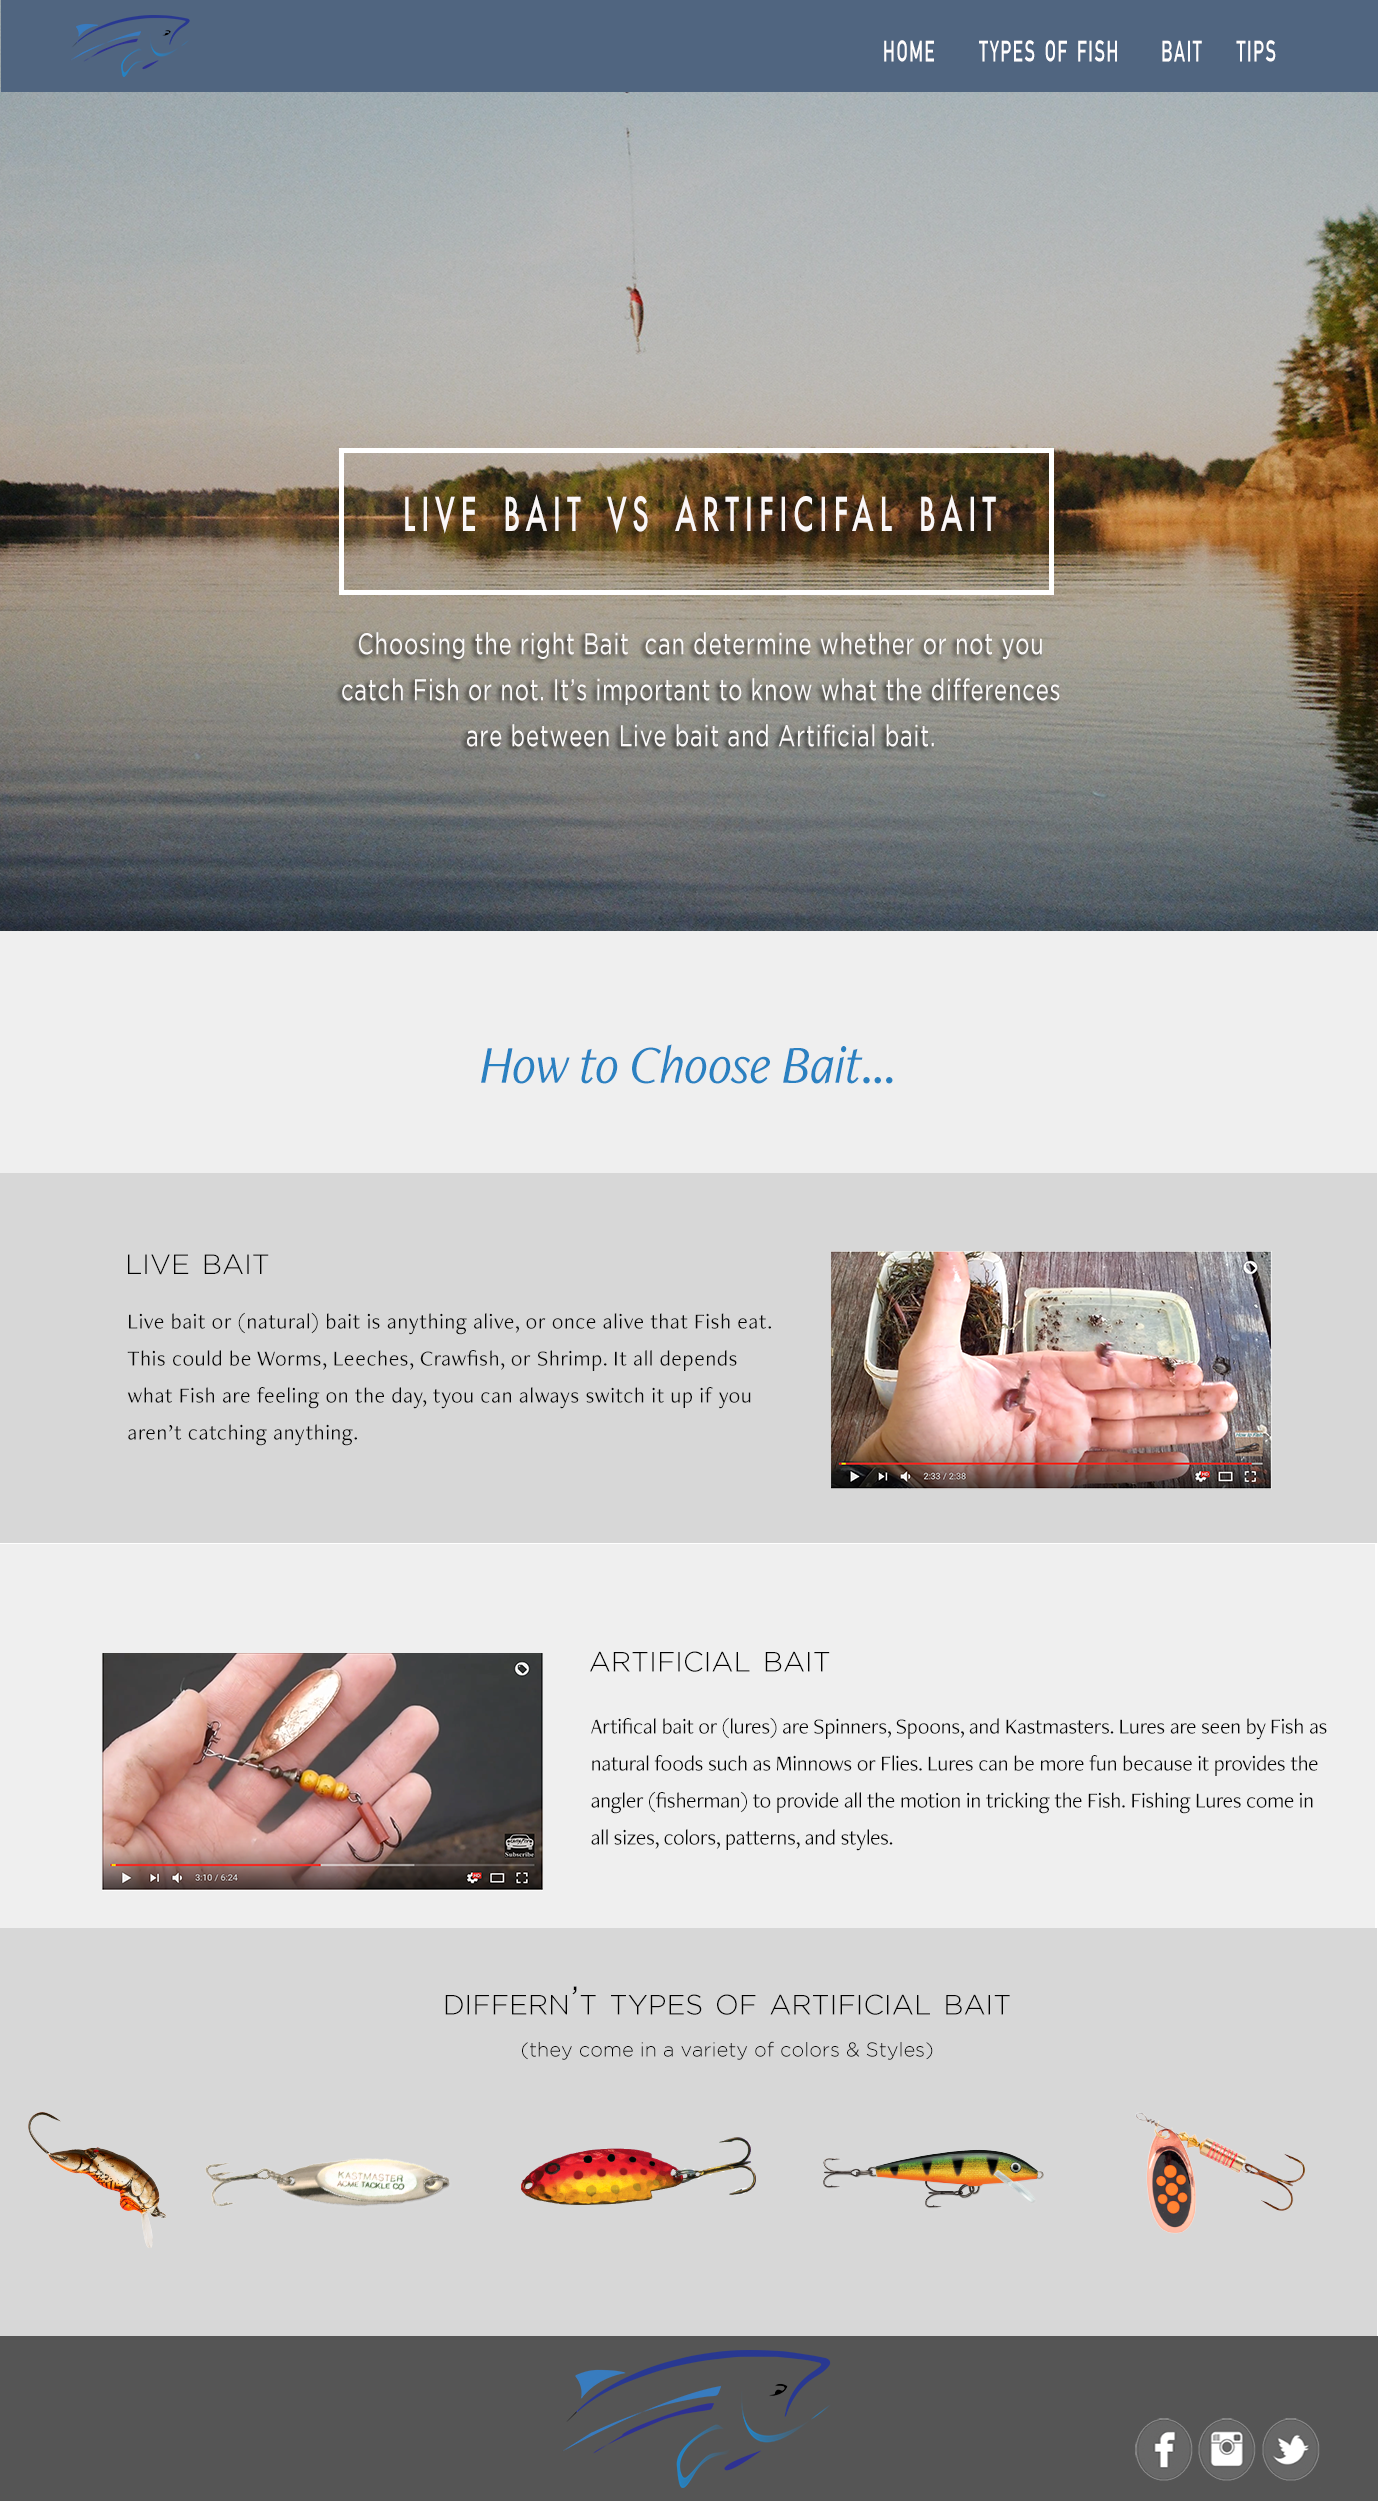 HOME TYPES OF FISH BAIT TIPS
LIVE BAIT VS ARTIFICIFAL BAIT
Choosing the right Bait can determine whether or not you
catch Fish or not. It’s important to know what the differences
are between Live bait and Artificial bait.
How to Choose Bait...
LIVE BAIT
Live bait or (natural) bait is anything alive, or once alive that Fish eat.
This could be Worms, Leeches, Crawfish, or Shrimp. It all depends
what Fish are feeling on the day, tyou can always switch it up if you
aren’t catching anything.
2:33 / 2:38
HD
ARTIFICIAL BAIT
Artifical bait or (lures) are Spinners, Spoons, and Kastmasters. Lures are seen by Fish as
natural foods such as Minnows or Flies. Lures can be more fun because it provides the
angler (fisherman) to provide all the motion in tricking the Fish. Fishing Lures come in
all sizes, colors, patterns, and styles.
Subscribe
3:10 / 6:24
HD
DIFFERN’T TYPES OF ARTIFICIAL BAIT
(they come in a variety of colors & Styles)
KASTMASTER
ACME TACKLE CO